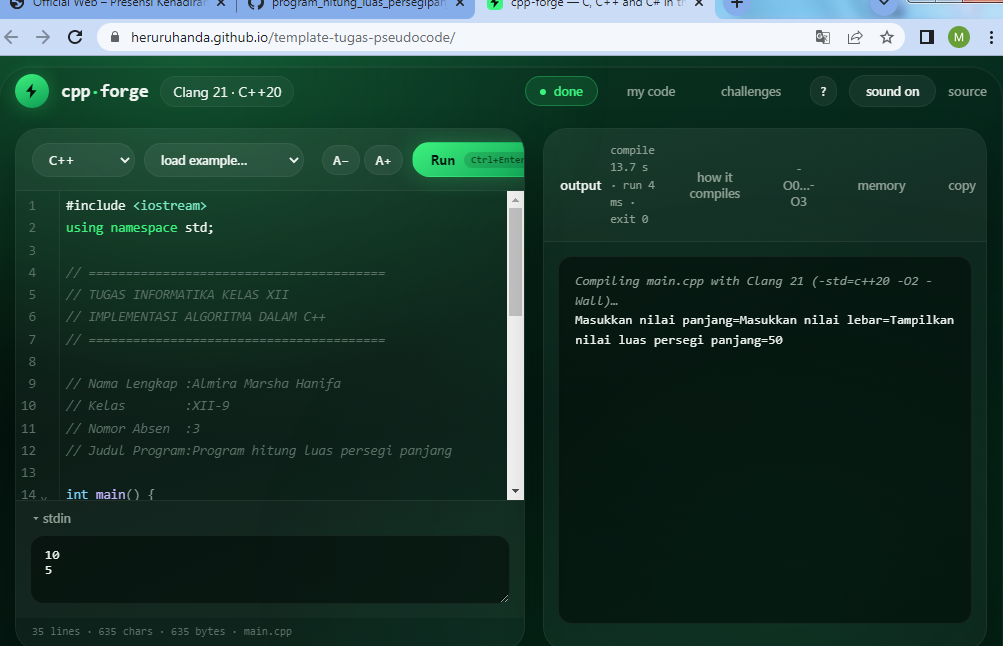 Official Web – Presensi Kehadiran
program_hitung_luas_persegipan
cpp-forge — C, C++ and C# in th
heruruhanda.github.io/template-tugas-pseudocode/
M
cpp·forge
Clang 21 · C++20
done
my code
challenges
?
sound on
source
C++
load example...
A−
A+
Run
Ctrl+Enter
1 #include <iostream>
2 using namespace std;
3
4 // ========================================
5 // TUGAS INFORMATIKA KELAS XII
6 // IMPLEMENTASI ALGORITMA DALAM C++
7 // ========================================
8
9 // Nama Lengkap :Almira Marsha Hanifa
10 // Kelas        :XII-9
11 // Nomor Absen  :3
12 // Judul Program:Program hitung luas persegi panjang
13
14 int main() {
stdin
10
5
35 lines · 635 chars · 635 bytes · main.cpp
output
compile
13.7 s
· run 4
ms ·
exit 0
how it
compiles
-
O0…-
O3
memory
copy
Compiling main.cpp with Clang 21 (-std=c++20 -O2 -
Wall)…
Masukkan nilai panjang=Masukkan nilai lebar=Tampilkan
nilai luas persegi panjang=50